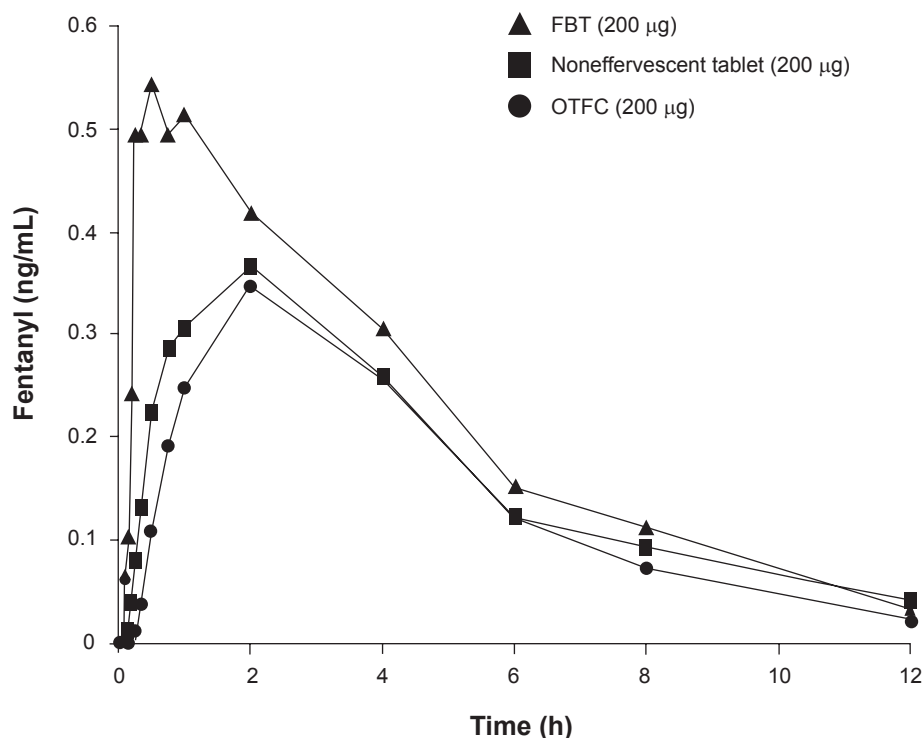 0.6
0.5
0.4
0.3
0.2
0.1
0
Fentanyl (ng/mL)
FBT (200 μg)
Noneffervescent tablet (200 μg)
OTFC (200 μg)
0 2 4 6 8 10 12
Time (h)